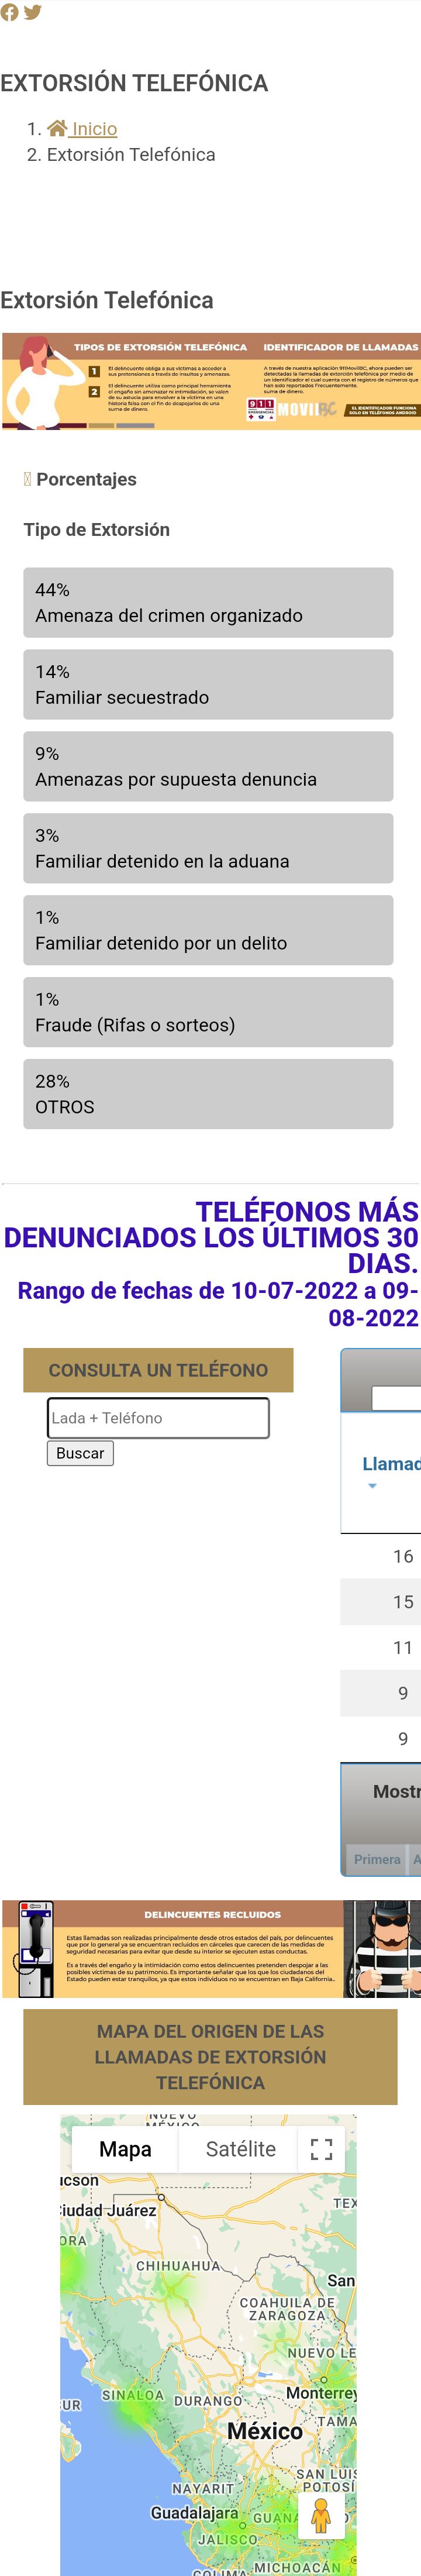 EXTORSIÓN TELEFÓNICA
1. Inicio
2. Extorsión Telefónica
Extorsión Telefónica
TIPOS DE EXTORSIÓN TELEFÓNICA
1
El delincuente obliga a sus víctimas a acceder a
sus pretensiones a través de insultos y amenazas.
2
El delincuente utiliza como principal herramienta
el engaño sin amenazar ni intimidar, se vale
de su astucia para envolver a la víctima en una
historia falsa con el fin de despojarlos de una
suma de dinero.
IDENTIFICADOR DE LLAMADAS
A través de nuestra aplicación 911MovilBC, ahora pueden ser
detectadas la llamadas de extorsión telefónica por medio de
un identificador el cual cuenta con el registro de números que
han sido reportados Frecuentemente.
911
MOVIL BC
EL IDENTIFICADOR FUNCIONA
SOLO EN TELÉFONOS ANDROID
Porcentajes
Tipo de Extorsión
44%
Amenaza del crimen organizado
14%
Familiar secuestrado
9%
Amenazas por supuesta denuncia
3%
Familiar detenido en la aduana
1%
Familiar detenido por un delito
1%
Fraude (Rifas o sorteos)
28%
OTROS
TELÉFONOS MÁS
DENUNCIADOS LOS ÚLTIMOS 30
DIAS.
Rango de fechas de 10-07-2022 a 09-
08-2022
CONSULTA UN TELÉFONO
Lada + Teléfono
Buscar
Llamad
16
15
11
9
9
Mostr
Primera
A
DELINCUENTES RECLUIDOS
Estas llamadas son realizadas principalmente desde otros estados del país, por delincuentes
que por lo general ya se encuentran recluidos en cárceles que carecen de las medidas de
seguridad necesarias para evitar que desde su interior se ejecuten estas conductas.
Es a través del engaño y la intimidación como estos delincuentes pretenden despojar a las
posibles víctimas de su patrimonio. Es importante señalar que los que los ciudadanos del
Estado pueden estar tranquilos, ya que estos individuos no se encuentran en Baja California..
MAPA DEL ORIGEN DE LAS
LLAMADAS DE EXTORSIÓN
TELEFÓNICA
NUEVO
MÉXICO
Mapa
Satélite
ucson
Ciudad Juárez
TEX
ORA
CHIHUAHUA
San
COAHUILA DE
ZARAGOZA
NUEVO LE
SUR
SINALOA
DURANGO
Monterrey
México
TAMA
SAN LUIS
POTOSÍ
NAYARIT
Guadalajara
GUANA
JALISCO
MICHOACÁN
COLIMA